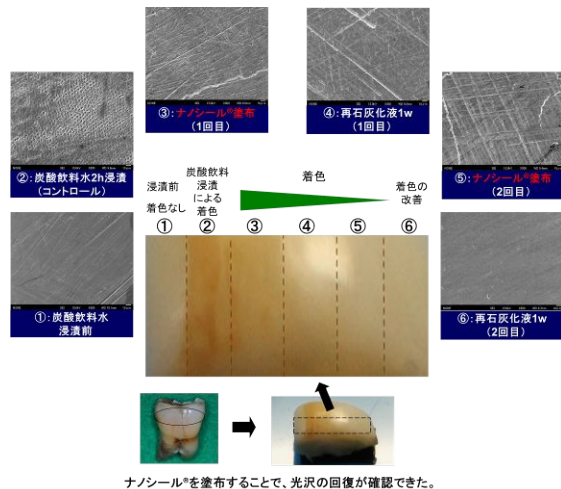 ③:ナノシール®塗布
(1回目)
④:再石灰化液1w
(1回目)
②:炭酸飲料水2h浸漬
(コントロール)
⑤:ナノシール®塗布
(2回目)
①:炭酸飲料水
浸漬前
⑥:再石灰化液1w
(2回目)
浸漬前
着色なし
炭酸飲料
浸漬
による
着色
着色
着色の
改善
① ② ③ ④ ⑤ ⑥
ナノシール®を塗布することで、光沢の回復が確認できた。